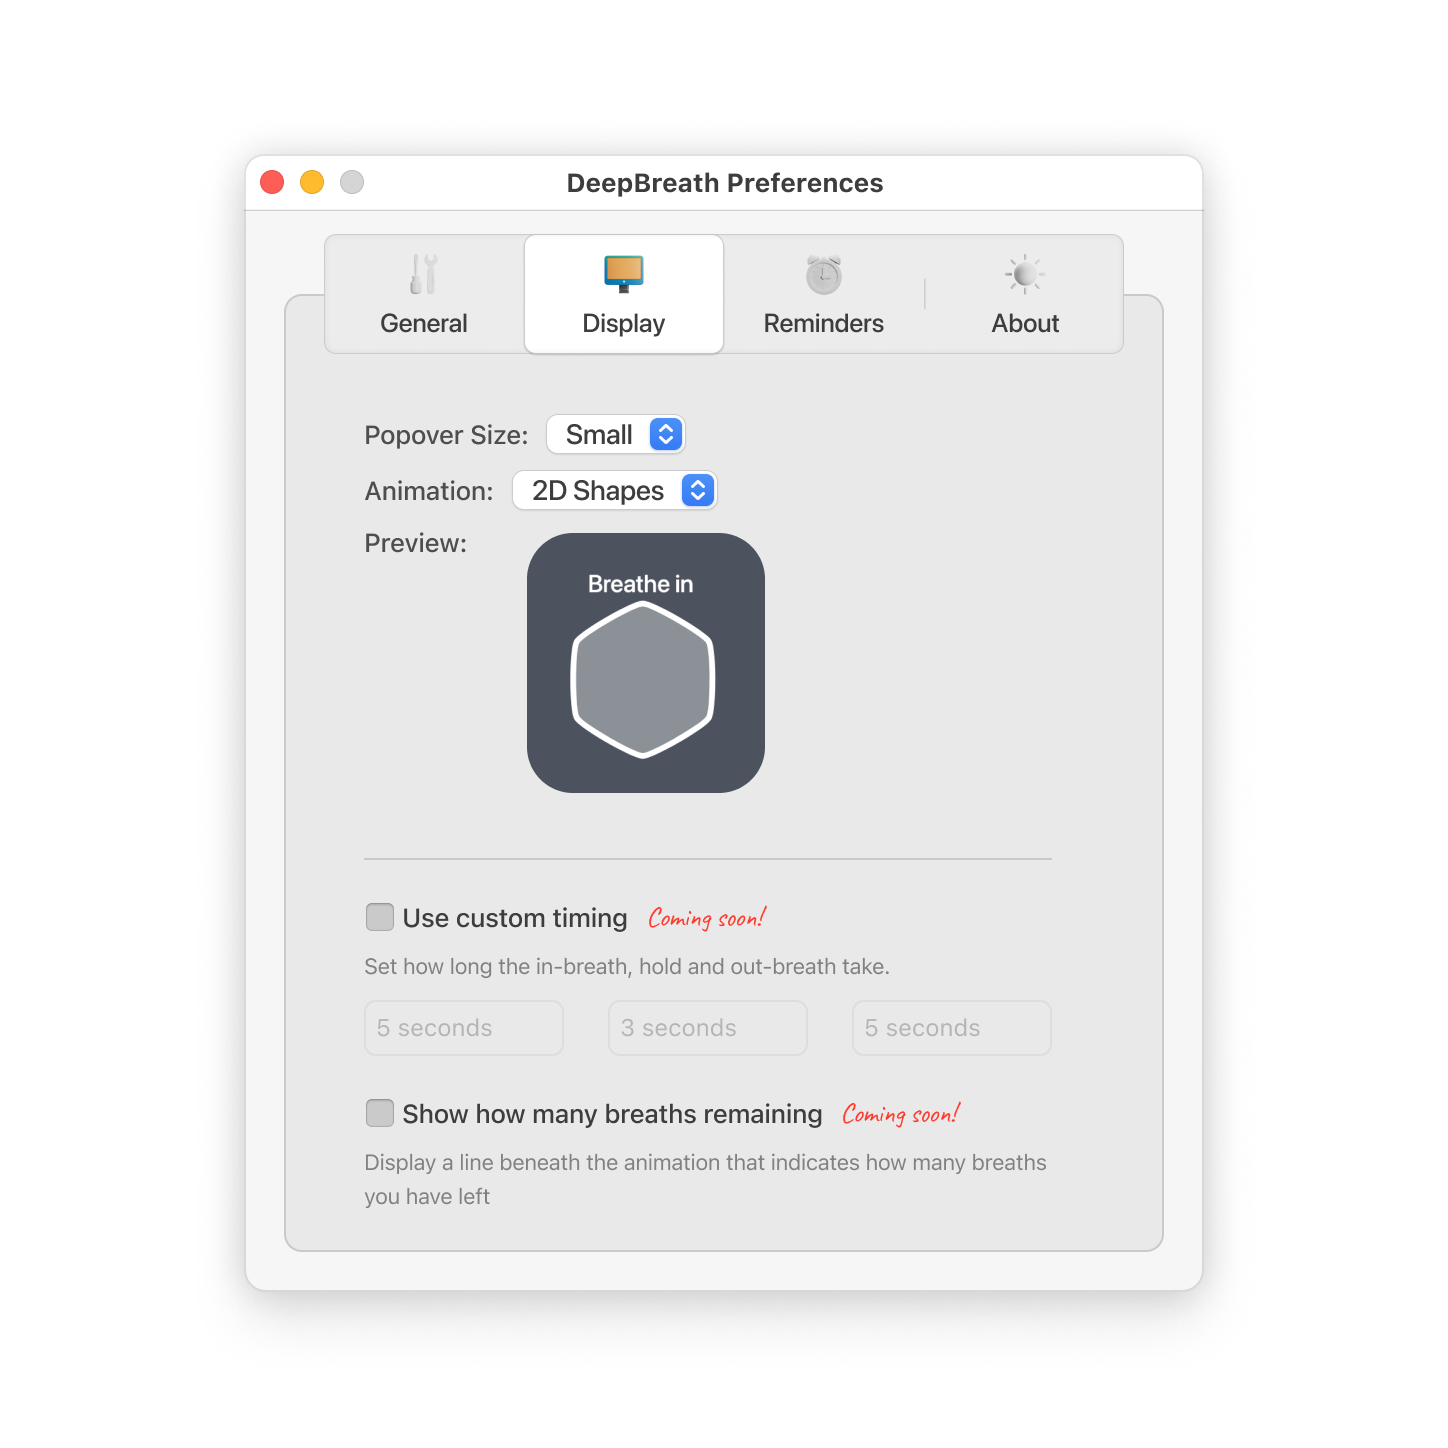 DeepBreath Preferences
General
Display
Reminders
About
Popover Size: Small
Animation: 2D Shapes
Preview:
Breathe in
Use custom timing Coming soon!
Set how long the in-breath, hold and out-breath take.
5 seconds 3 seconds 5 seconds
Show how many breaths remaining Coming soon!
Display a line beneath the animation that indicates how many breaths
you have left